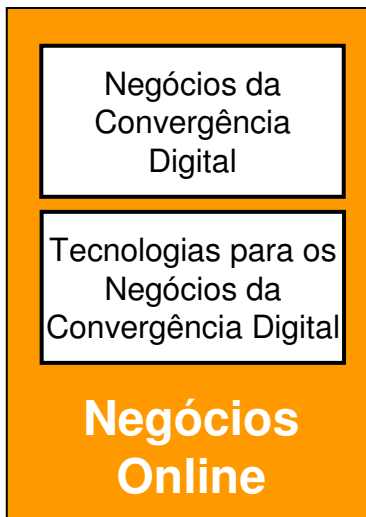 Negócios da
Convergência
Digital
Tecnologias para os
Negócios da
Convergência Digital
Negócios
Online